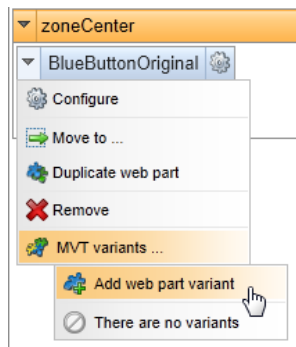 zoneCenter
BlueButtonOriginal
Configure
Move to ...
Duplicate web part
Remove
MVT variants ...
Add web part variant
There are no variants